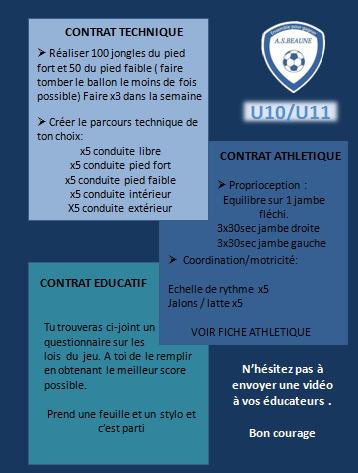 CONTRAT TECHNIQUE
➢ Réaliser 100 jongles du pied
fort et 50 du pied faible ( faire
tomber le ballon le moins de fois
possible) Faire x3 dans la semaine
➢ Créer le parcours technique de
ton choix:
x5 conduite libre
x5 conduite pied fort
x5 conduite pied faible
x5 conduite intérieur
X5 conduite extérieur
A.S.BEAUNE
U10/U11
CONTRAT ATHLETIQUE
➢ Proprioception :
Equilibre sur 1 jambe
fléchi.
3x30sec jambe droite
3x30sec jambe gauche
➢ Coordination/motricité:
Echelle de rythme x5
Jalons / latte x5
VOIR FICHE ATHLETIQUE
CONTRAT EDUCATIF
Tu trouveras ci-joint un
questionnaire sur les
lois du jeu. A toi de le remplir
en obtenant le meilleur score
possible.
Prend une feuille et un stylo et
c'est parti
N'hésitez pas à
envoyer une vidéo
à vos éducateurs .
Bon courage